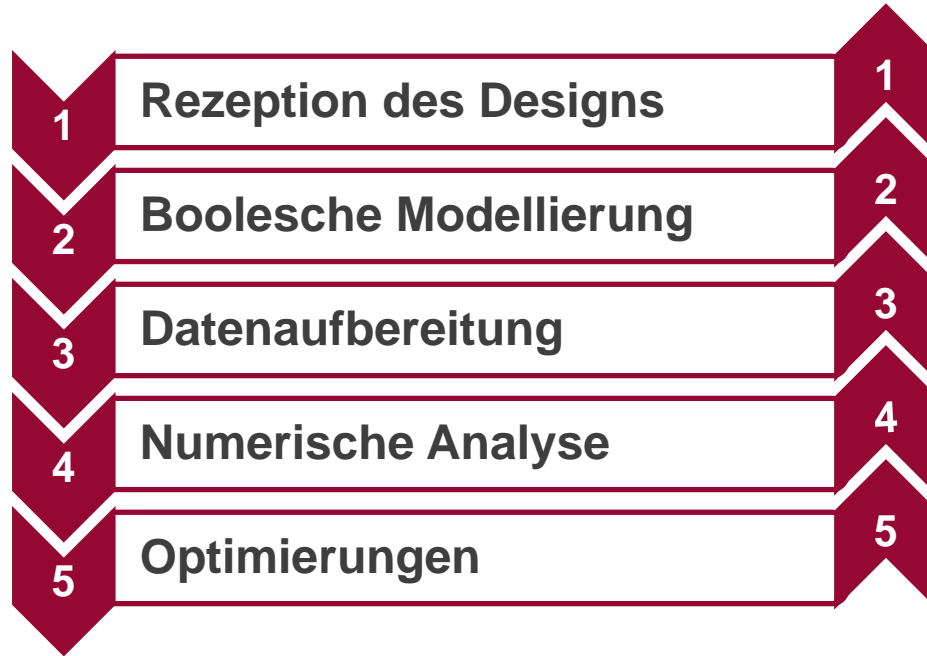 1 Rezeption des Designs 1
2 Boolesche Modellierung 2
3 Datenaufbereitung 3
4 Numerische Analyse 4
5 Optimierungen 5